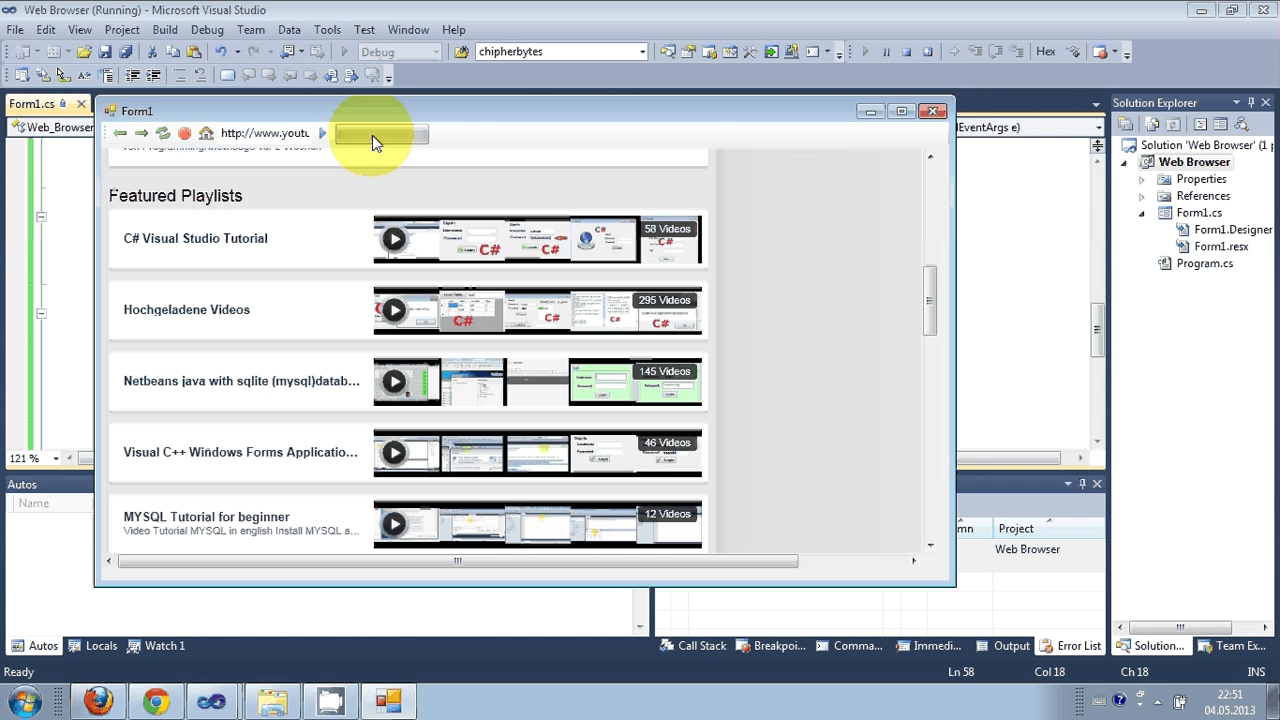 Web Browser (Running) - Microsoft Visual Studio
File Edit View Project Build Debug Team Data Tools Test Window Help
Debug chipherbytes Hex
Form1.cs
Web_Browser
Form1
EventArgs e)
http://www.youtu
Featured Playlists
C# Visual Studio Tutorial
58 Videos
Hochgeladene Videos
295 Videos
Netbeans java with sqlite (mysql)datab...
145 Videos
Visual C++ Windows Forms Applicatio...
46 Videos
MYSQL Tutorial for beginner
Video Tutorial MYSQL in english Install MYSQL a...
12 Videos
Solution Explorer
Solution 'Web Browser' (1 p
Web Browser
Properties
References
Form1.cs
Form1.Designer
Form1.resx
Program.cs
121 %
Autos
Name
mn Project
Web Browser
Autos Locals Watch 1
Call Stack Breakpoi... Comma... Immedi... Output Error List
Solution... Team Ex...
Ready Ln 58 Col 18 Ch 18 INS
22:51
04.05.2013